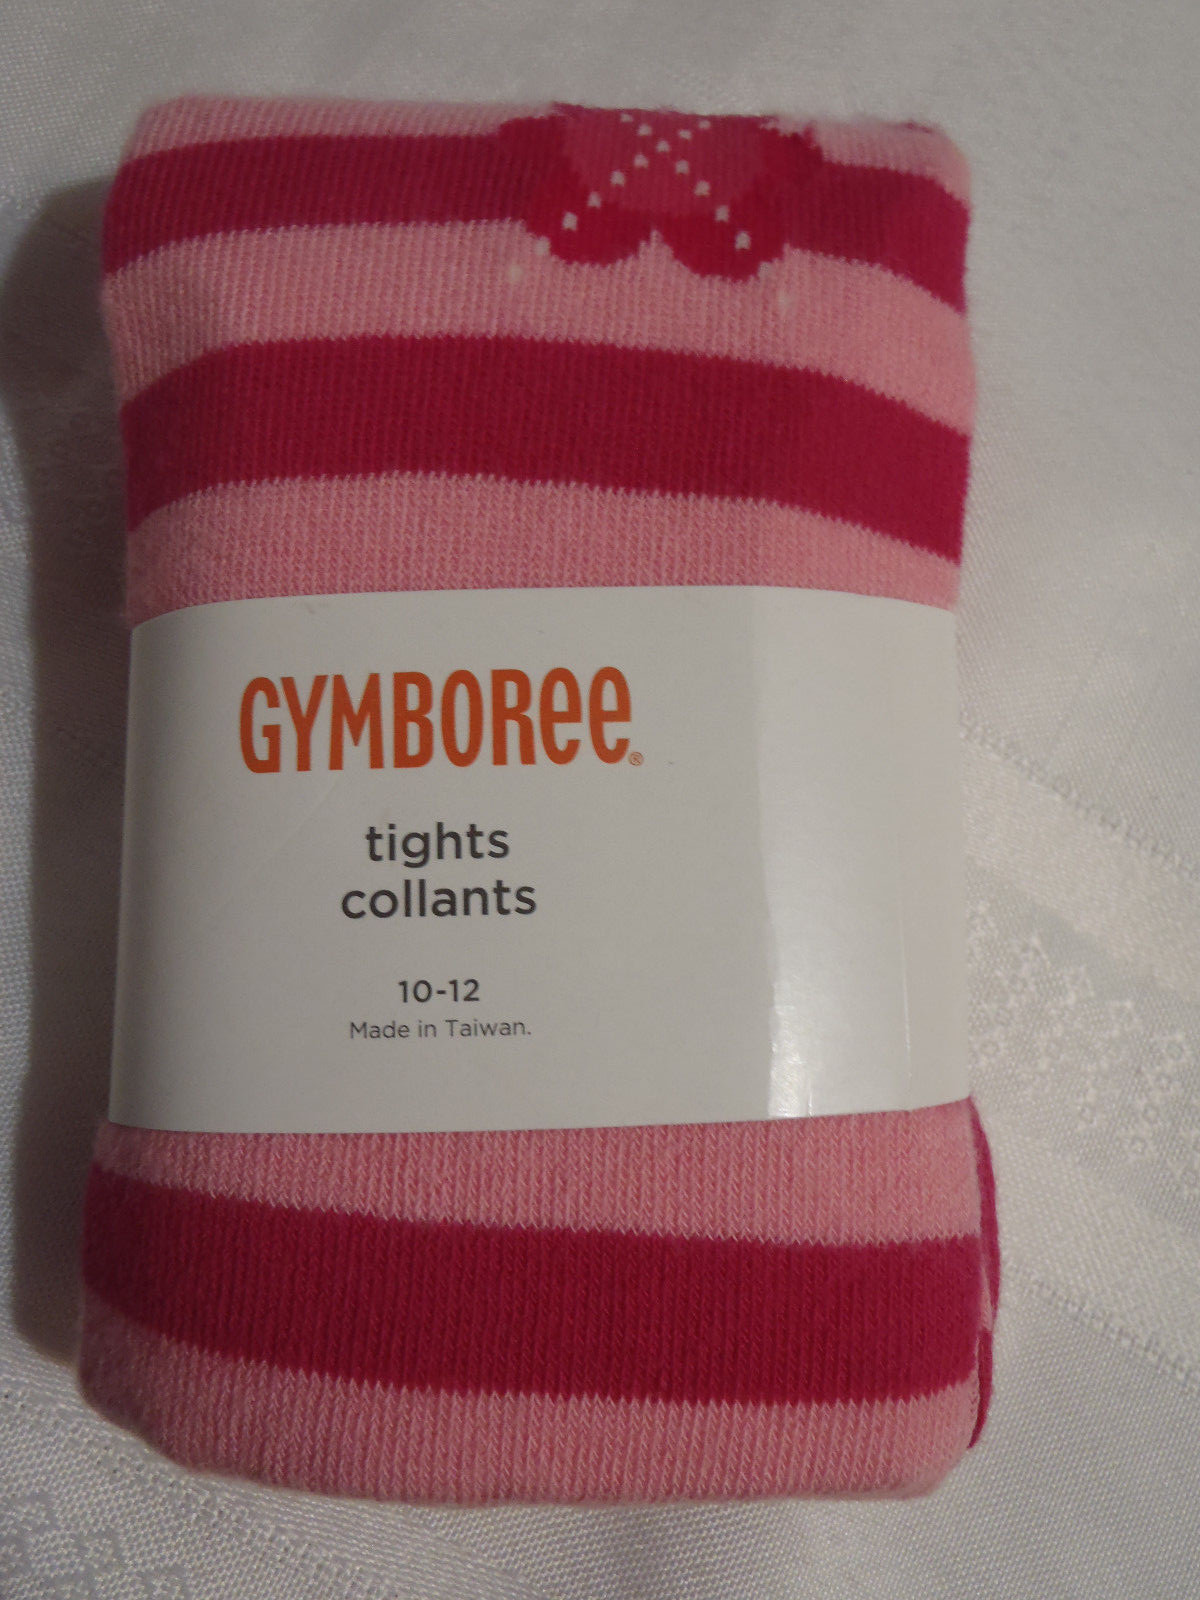 GYMBOREE®
tights
collants
10-12
Made in Taiwan.